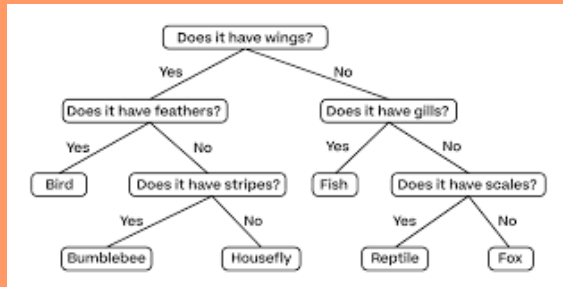 Does it have wings?
Yes No
Does it have feathers? Does it have gills?
Yes No Yes No
Bird Does it have stripes? Fish Does it have scales?
Yes No Yes No
Bumblebee Housefly Reptile Fox